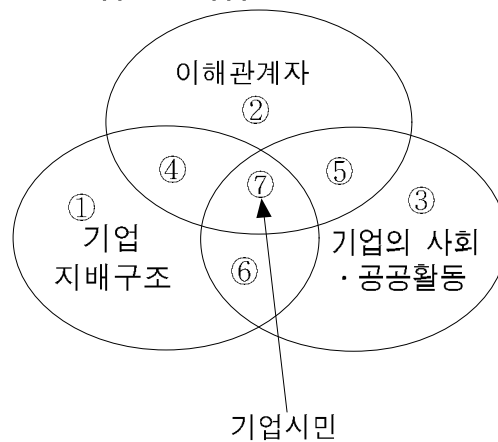 이해관계자
②
④
⑦
⑤
①
③
기업
지배구조
기업의 사회
· 공공활동
⑥
기업시민